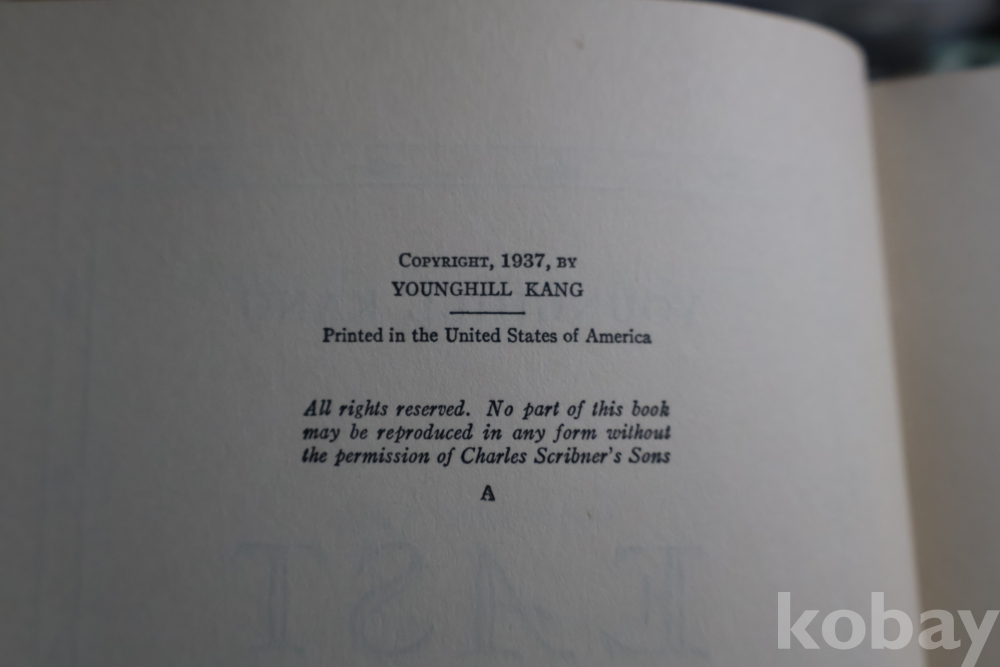 COPYRIGHT, 1937, BY
YOUNGHILL KANG
Printed in the United States of America
All rights reserved. No part of this book
may be reproduced in any form without
the permission of Charles Scribner's Sons
A
EAST
kobay